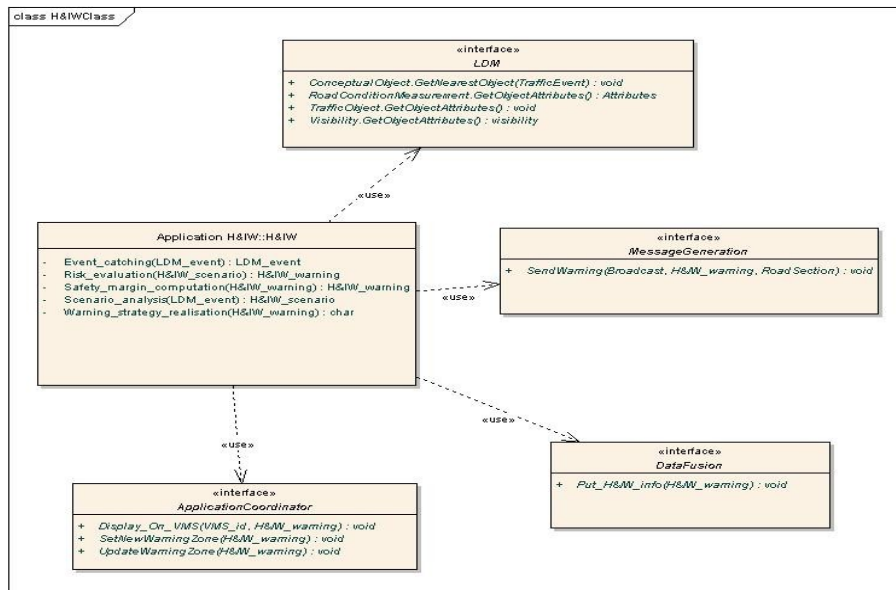 class H&IWClass
«interface»
LDM
+ ConceptualObject.GetNearestObject(TrafficEvent) : void
+ RoadConditionMeasurement.GetObjectAttributes() : Attributes
+ TrafficObject.GetObjectAttributes() : void
+ Visibility.GetObjectAttributes() : visibility
«use»
Application H&IW::H&IW
- Event_catching(LDM_event) : LDM_event
- Risk_evaluation(H&IW_scenario) : H&IW_warning
- Safety_margin_computation(H&IW_warning) : H&IW_warning
- Scenario_analysis(LDM_event) : H&IW_scenario
- Warning_strategy_realisation(H&IW_warning) : char
«interface»
MessageGeneration
+ SendWarning(Broadcast, H&IW_warning, RoadSection) : void
«use»
«use»
«use»
«interface»
DataFusion
+ Put_H&IW_info(H&IW_warning) : void
«interface»
ApplicationCoordinator
+ Display_On_VMS(VMS_id, H&IW_warning) : void
+ SetNewWarningZone(H&IW_warning) : void
+ UpdateWarningZone(H&IW_warning) : void